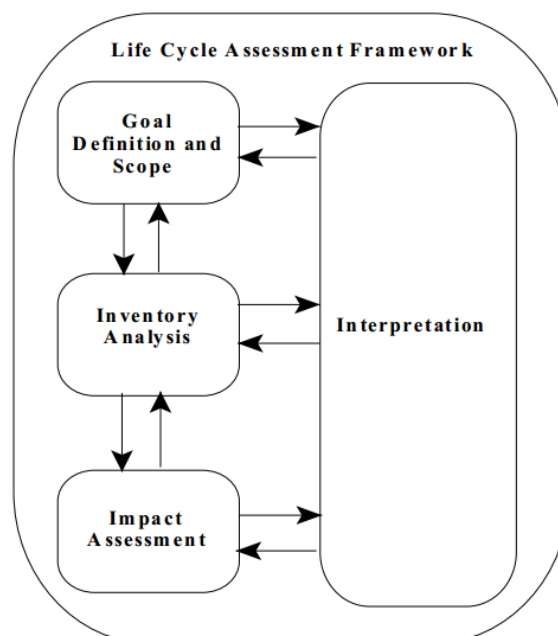 Life Cycle Assessment Framework
Goal
Definition and
Scope
Inventory
Analysis
Interpretation
Impact
Assessment